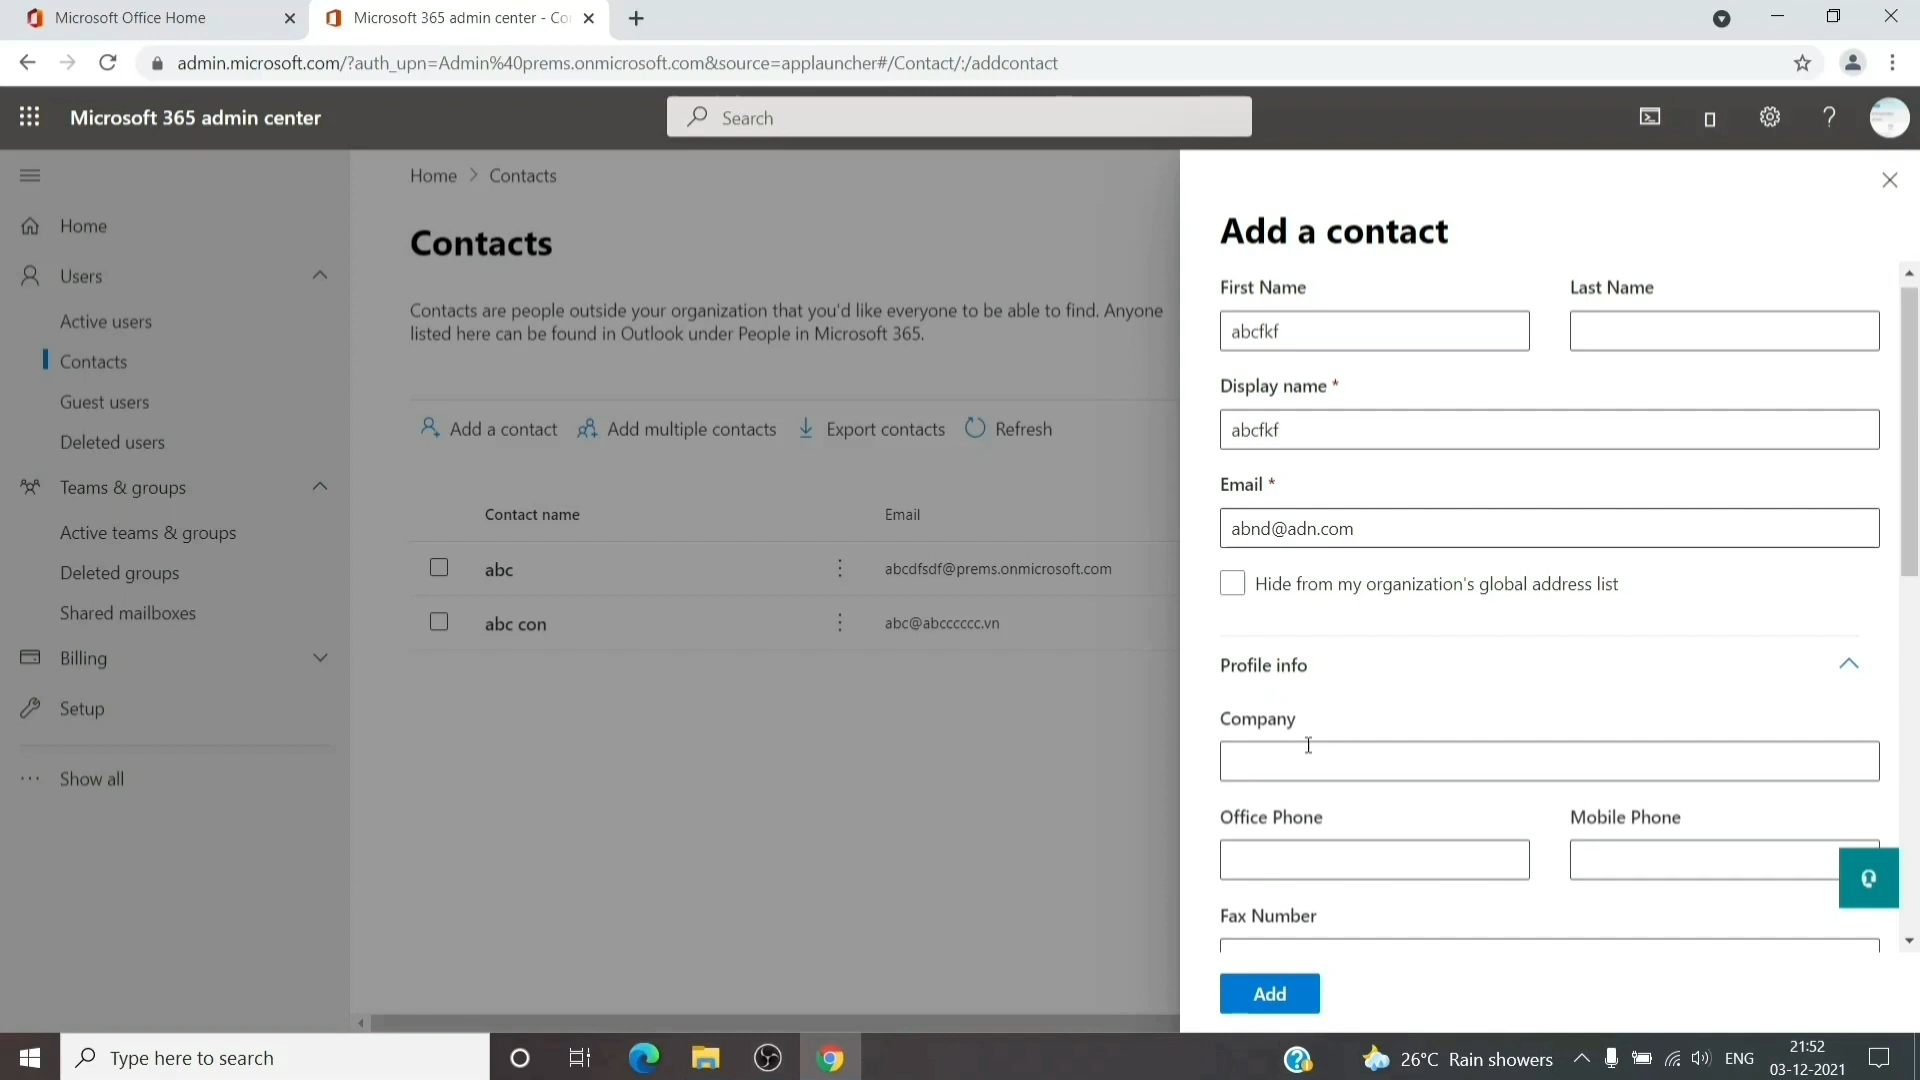 Microsoft Office Home
Microsoft 365 admin center - Co
admin.microsoft.com/?auth_upn=Admin%40prems.onmicrosoft.com&source=applauncher#/Contact/:/addcontact
Microsoft 365 admin center
Search
Home
Users
Active users
Contacts
Guest users
Deleted users
Teams & groups
Active teams & groups
Deleted groups
Shared mailboxes
Billing
Setup
Show all
Home > Contacts
Contacts
Contacts are people outside your organization that you'd like everyone to be able to find. Anyone
listed here can be found in Outlook under People in Microsoft 365.
Add a contact Add multiple contacts Export contacts Refresh
Contact name Email
abc abcdfsdf@prems.onmicrosoft.com
abc con abc@abcccccc.vn
Add a contact
First Name Last Name
abcfkf
Display name *
abcfkf
Email *
abnd@adn.com
Hide from my organization's global address list
Profile info
Company
Office Phone Mobile Phone
Fax Number
Add
Type here to search
26°C Rain showers
ENG
21:52
03-12-2021